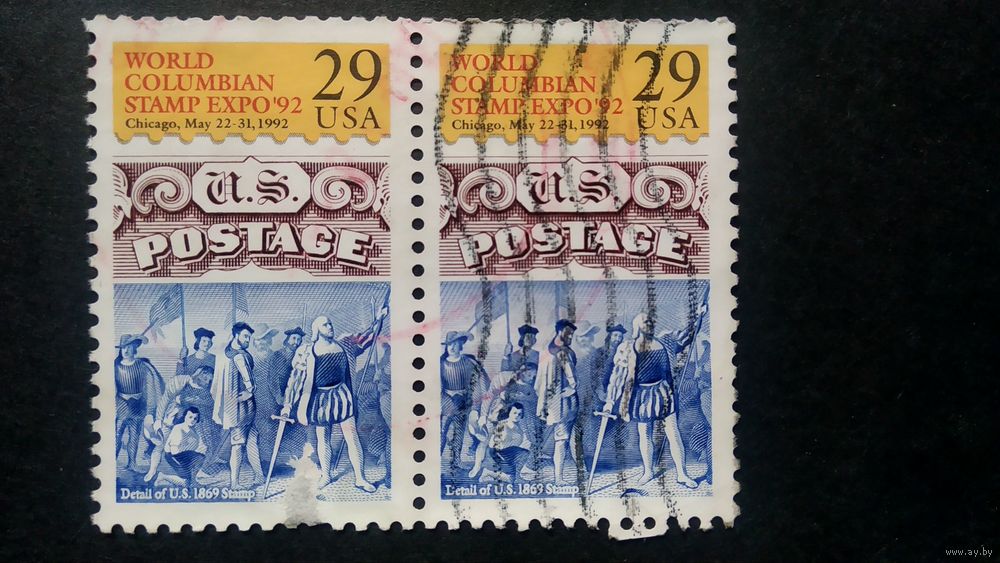 WORLD
COLUMBIAN
STAMP EXPO'92
Chicago, May 22-31, 1992
29
USA
U.S.
POSTAGE
Detail of U.S. 1869 Stamp
WORLD
COLUMBIAN
STAMP EXPO'92
Chicago, May 22-31, 1992
29
USA
U.S.
POSTAGE
Detail of U.S. 1869 Stamp
www.ay.by